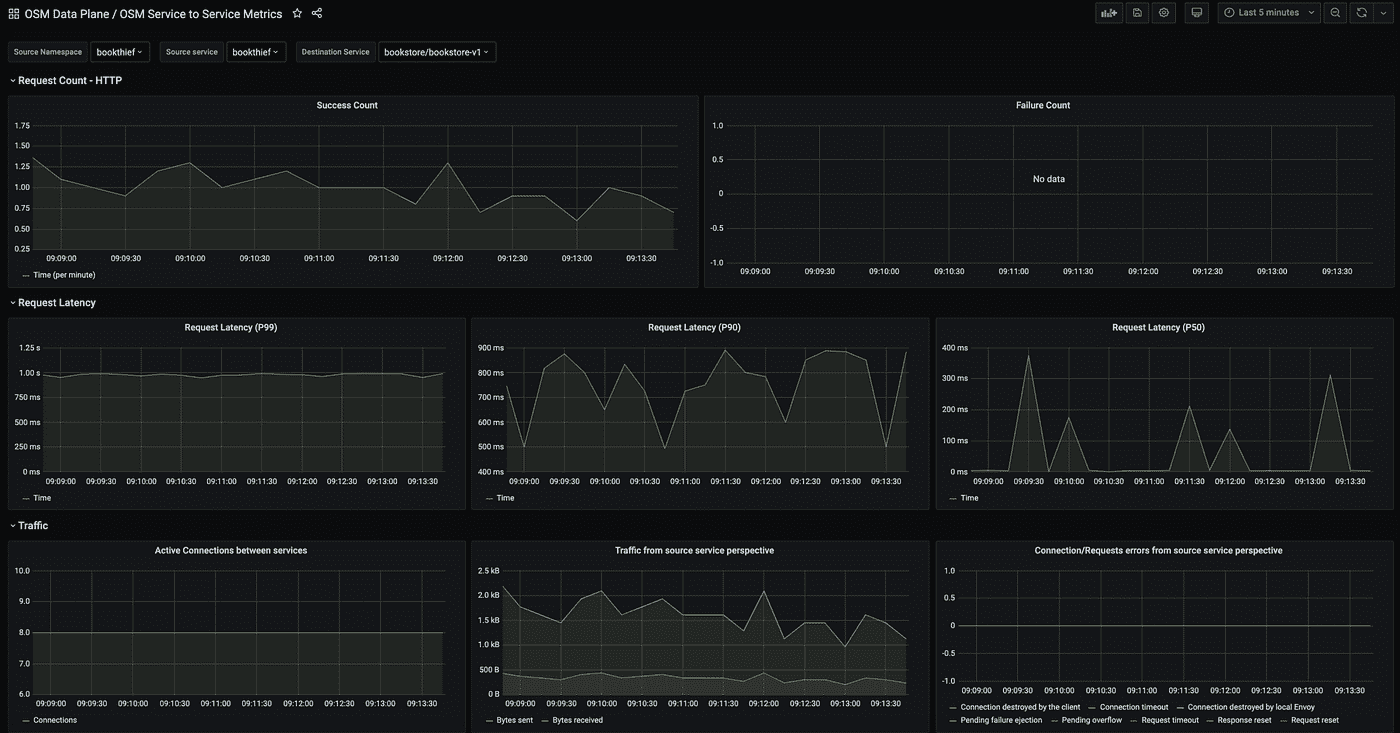 OSM Data Plane / OSM Service to Service Metrics
Last 5 minutes
Source Namespace bookthief Source service bookthief Destination Service bookstore/bookstore-v1
Request Count - HTTP
Success Count
1.75
1.50
1.25
1.00
0.75
0.50
0.25
09:09:00 09:09:30 09:10:00 09:10:30 09:11:00 09:11:30 09:12:00 09:12:30 09:13:00 09:13:30
Time (per minute)
Failure Count
1.0
0.5
0
-0.5
-1.0
No data
09:09:00 09:09:30 09:10:00 09:10:30 09:11:00 09:11:30 09:12:00 09:12:30 09:13:00 09:13:30
Request Latency
Request Latency (P99)
1.25 s
1.00 s
750 ms
500 ms
250 ms
0 ms
09:09:00 09:09:30 09:10:00 09:10:30 09:11:00 09:11:30 09:12:00 09:12:30 09:13:00 09:13:30
Time
Request Latency (P90)
900 ms
800 ms
700 ms
600 ms
500 ms
400 ms
09:09:00 09:09:30 09:10:00 09:10:30 09:11:00 09:11:30 09:12:00 09:12:30 09:13:00 09:13:30
Time
Request Latency (P50)
400 ms
300 ms
200 ms
100 ms
0 ms
09:09:00 09:09:30 09:10:00 09:10:30 09:11:00 09:11:30 09:12:00 09:12:30 09:13:00 09:13:30
Time
Traffic
Active Connections between services
10.0
9.0
8.0
7.0
6.0
09:09:00 09:09:30 09:10:00 09:10:30 09:11:00 09:11:30 09:12:00 09:12:30 09:13:00 09:13:30
Connections
Traffic from source service perspective
2.5 kB
2.0 kB
1.5 kB
1.0 kB
500 B
0 B
09:09:00 09:09:30 09:10:00 09:10:30 09:11:00 09:11:30 09:12:00 09:12:30 09:13:00 09:13:30
Bytes sent Bytes received
Connection/Requests errors from source service perspective
1.0
0.5
0
-0.5
-1.0
09:09:00 09:09:30 09:10:00 09:10:30 09:11:00 09:11:30 09:12:00 09:12:30 09:13:00 09:13:30
Connection destroyed by the client Connection timeout Connection destroyed by local Envoy
Pending failure ejection Pending overflow Request timeout Response reset Request reset